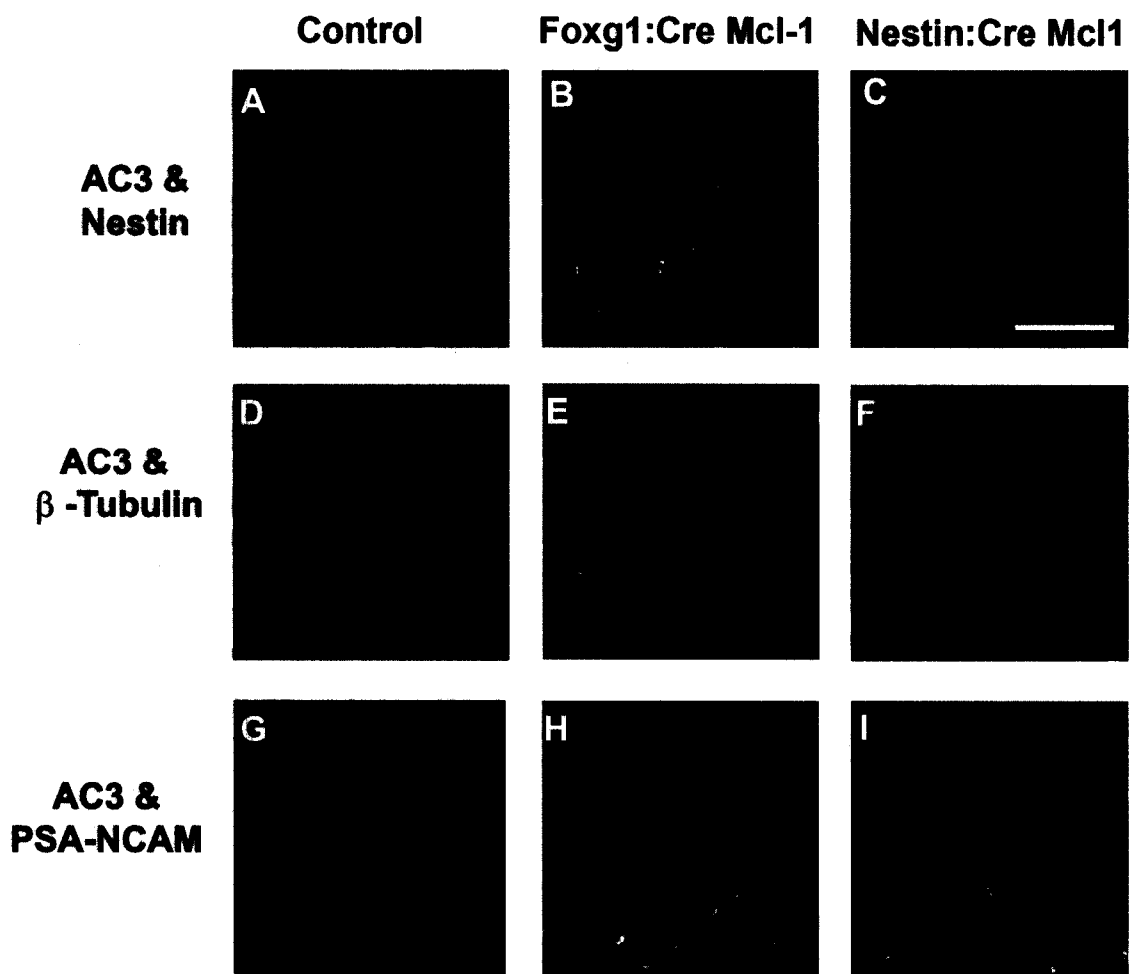 Control
Foxg1:Cre Mcl-1
Nestin:Cre Mcl1
A
B
C
AC3 &
Nestin
D
E
F
AC3 &
β -Tubulin
G
H
I
AC3 &
PSA-NCAM